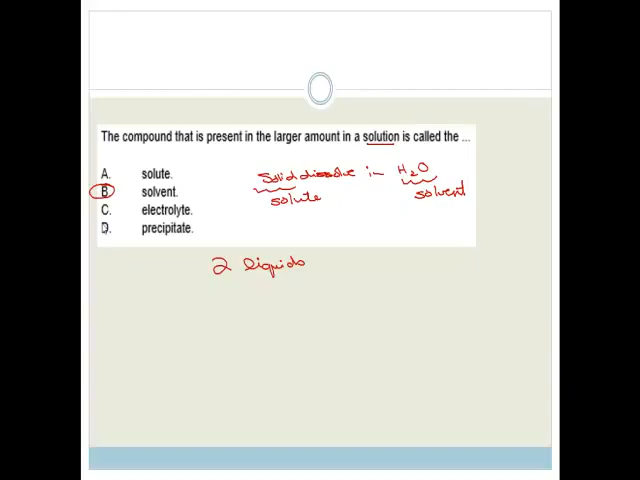 The compound that is present in the larger amount in a solution is called the ...
A. solute.
B. solvent.
C. electrolyte.
D. precipitate.
Solid dissolve in H2O
solute
solvent
2 liquids